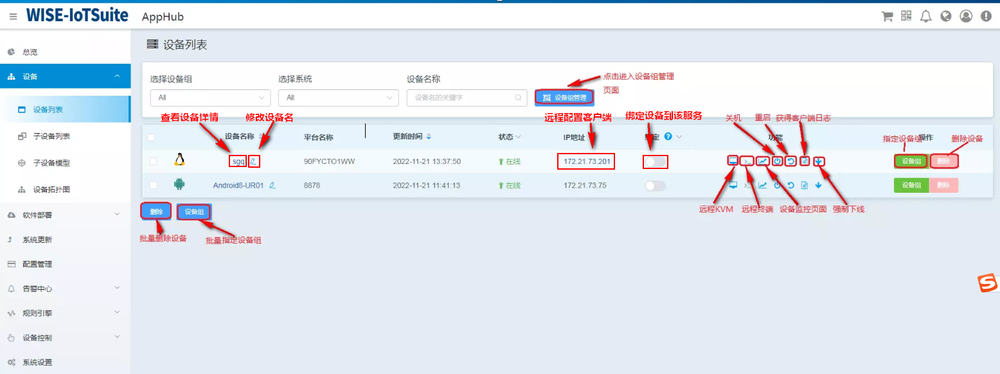 WISE-IoTSuite AppHub
总览
设备
设备列表
子设备列表
子设备模型
设备拓扑图
软件部署
系统更新
配置管理
告警中心
规则引擎
设备控制
系统设置
设备列表
选择设备组 选择系统 设备名称
All All 设备名的关键字 设备组管理
点击进入设备组管理
页面
查看设备详情 修改设备名 远程配置客户端 绑定设备到该服务 关机 重启 获得客户端日志 指定设备组 删除设备
设备名称 平台名称 更新时间 状态 IP地址 绑定 功能 操作
sgq 90FYCTO1WW 2022-11-21 13:37:50 在线 172.21.73.201 设备组 删除
Android8-UR01 8878 2022-11-21 11:41:13 在线 172.21.73.75 设备组 删除
远程KVM 远程终端 设备监控页面 强制下线
删除 设备组
批量删除设备 批量指定设备组
S